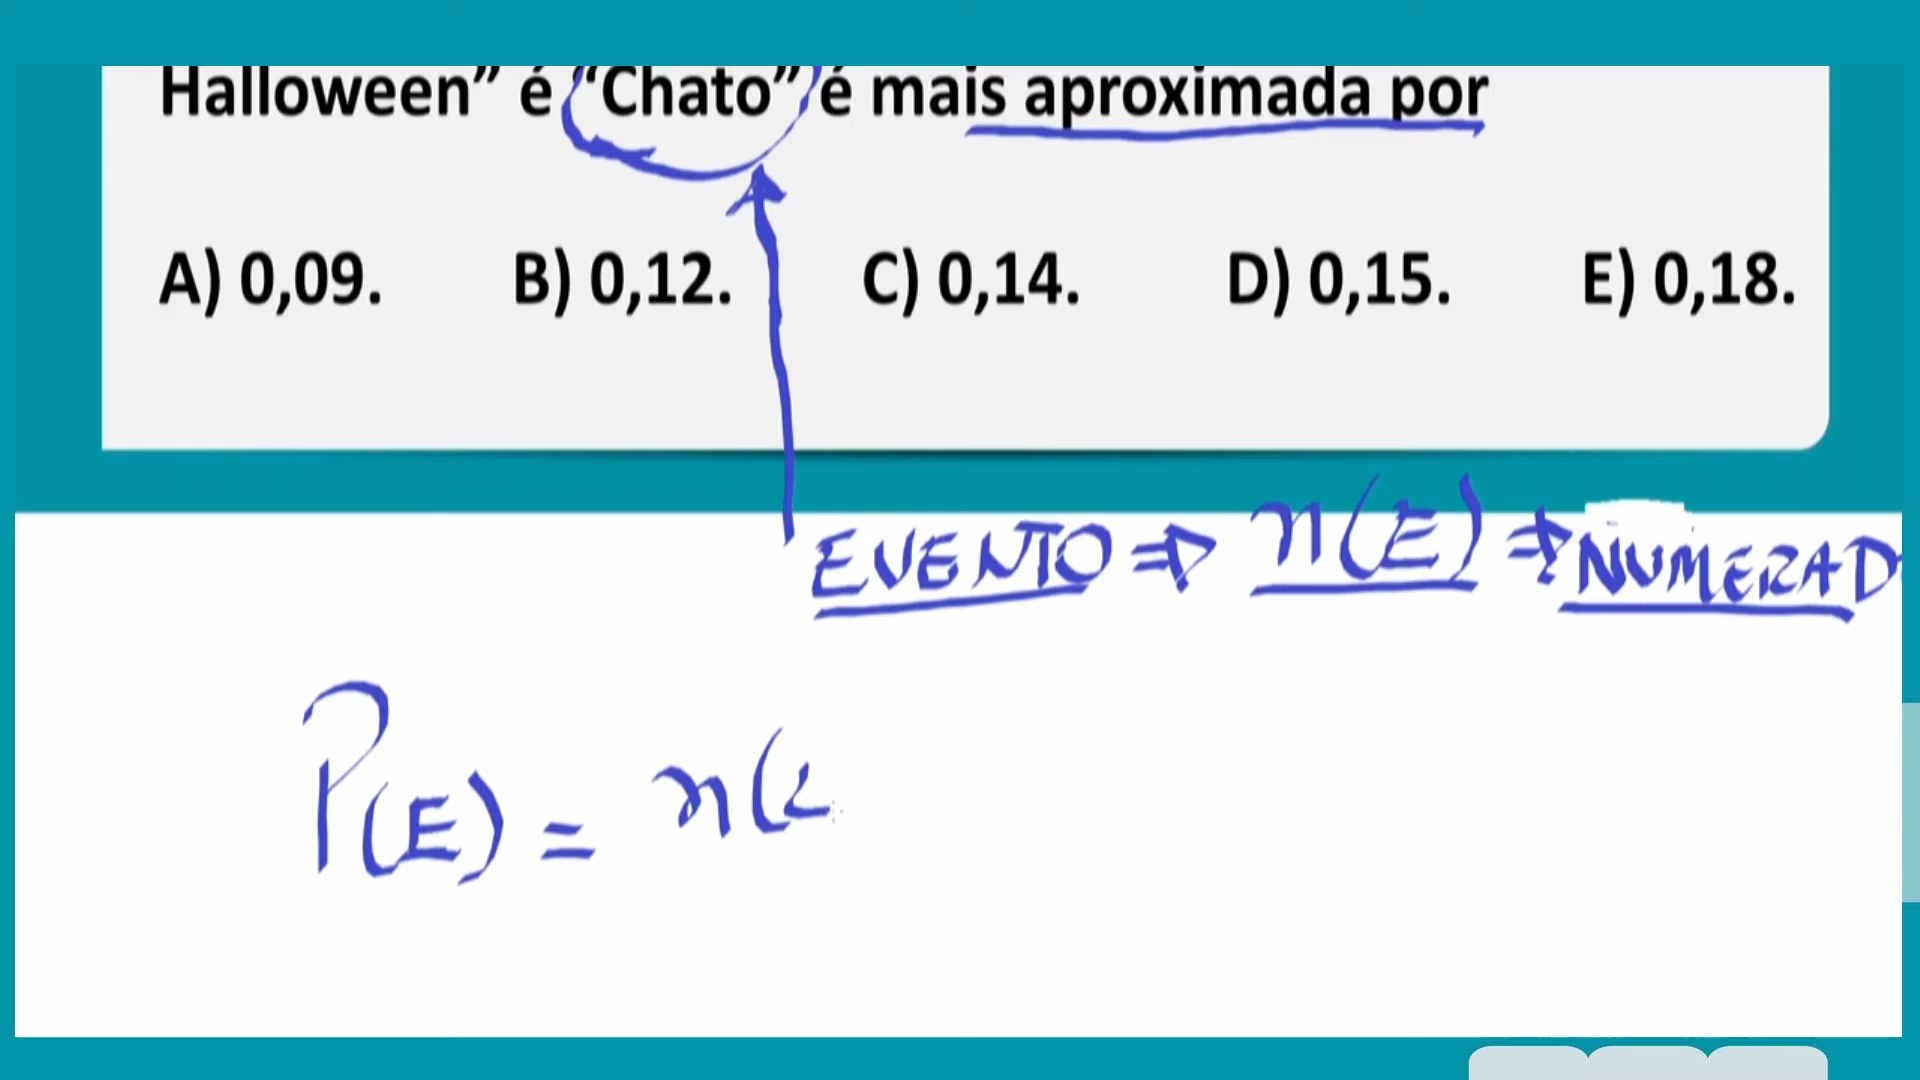 Halloween” é “Chato” é mais aproximada por
A) 0,09. B) 0,12. C) 0,14. D) 0,15. E) 0,18.
EVENTO ⇒ n(E) ⇒ NUMERAD
P(E) = n(